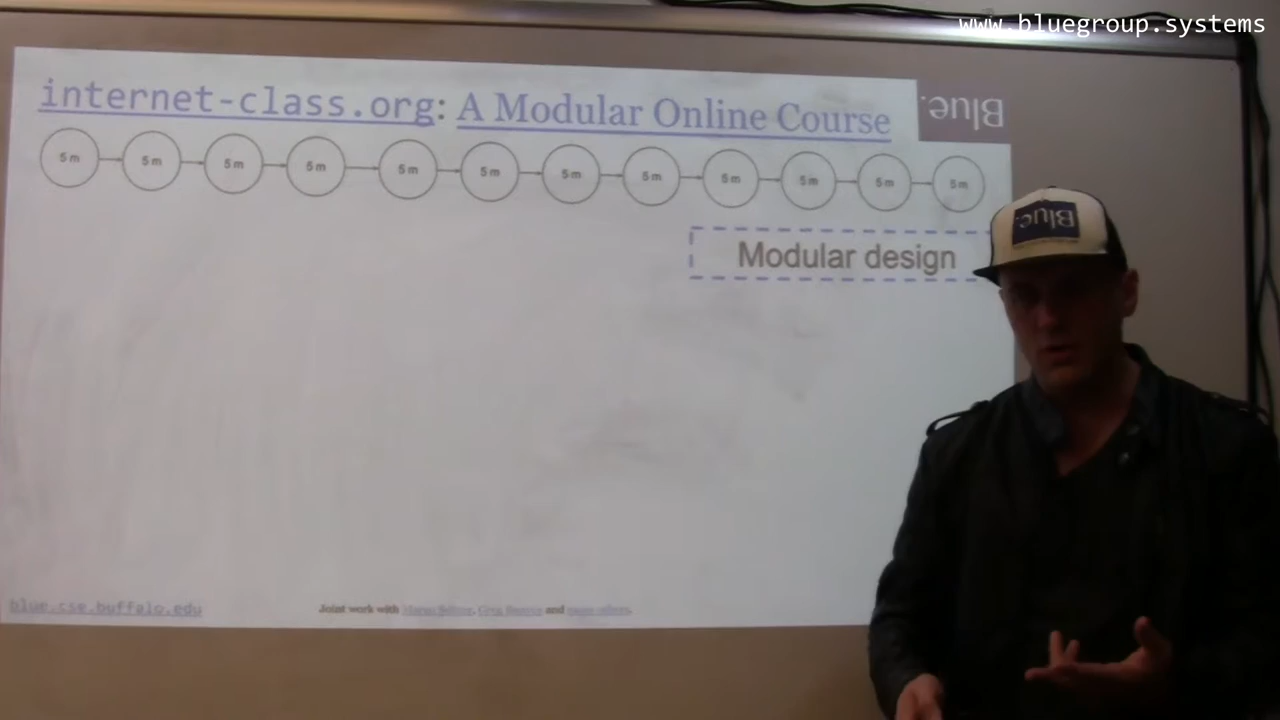 www.bluegroup.systems
internet-class.org: A Modular Online Course
Blue.
5 m 5 m 5 m 5 m 5 m 5 m 5 m 5 m 5 m 5 m 5 m 5 m
Blue.
Modular design
blue.cse.buffalo.edu
Joint work with and